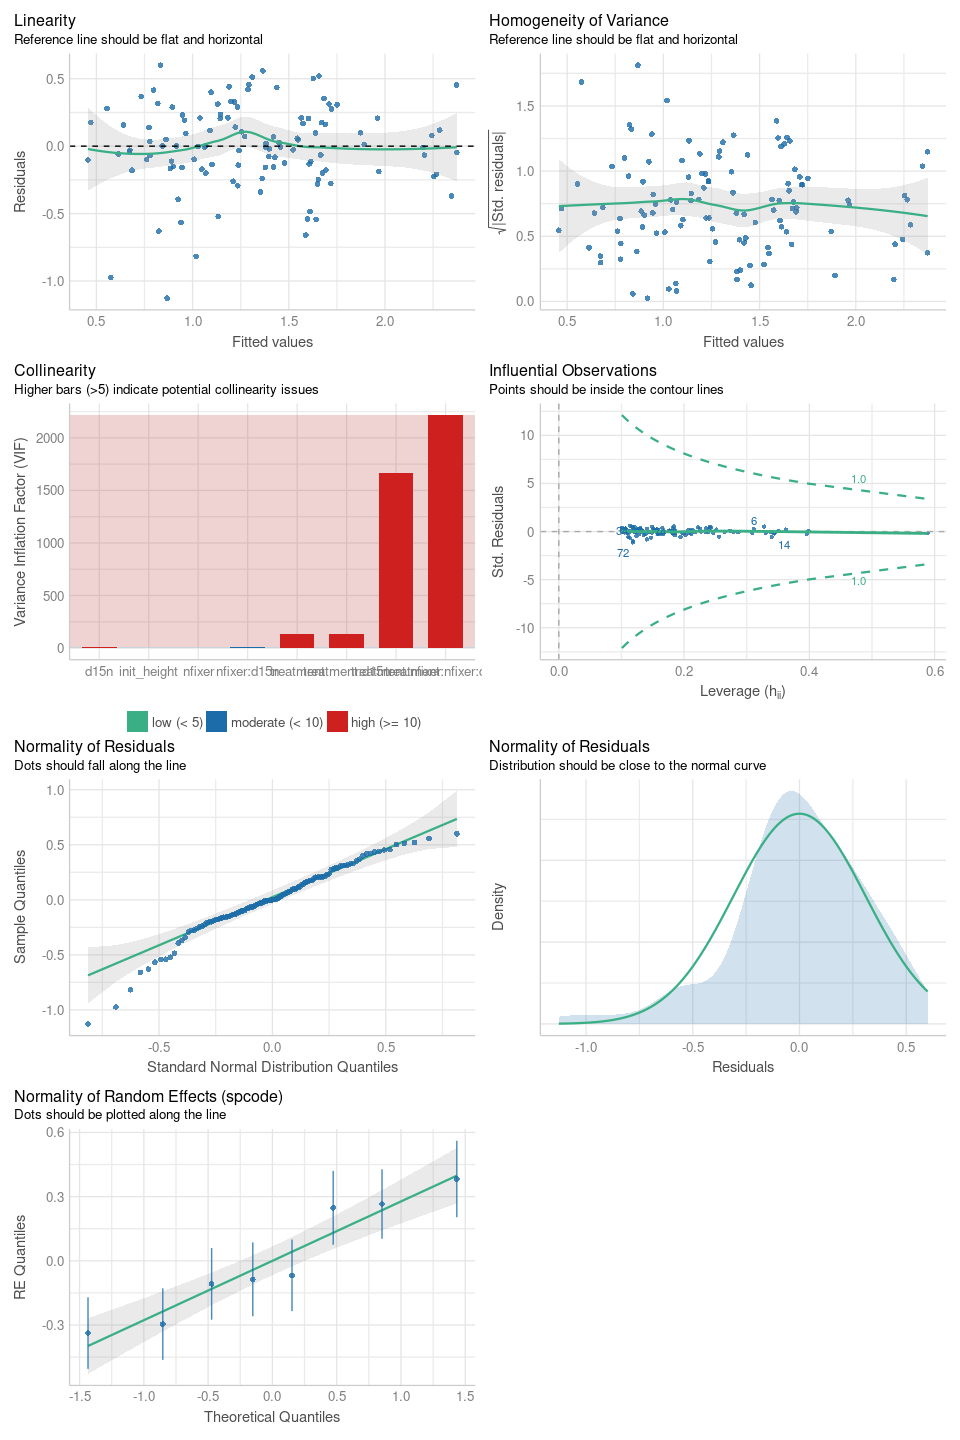 Linearity
Reference line should be flat and horizontal
Residuals
0.5
0.0
-0.5
-1.0
0.5 1.0 1.5 2.0
Fitted values
Homogeneity of Variance
Reference line should be flat and horizontal
√|Std. residuals|
1.5
1.0
0.5
0.0
0.5 1.0 1.5 2.0
Fitted values
Collinearity
Higher bars (>5) indicate potential collinearity issues
Variance Inflation Factor (VIF)
2000
1500
1000
500
0
d15n init_height nfixer nfixer:d15n
low (< 5) moderate (< 10) high (>= 10)
Influential Observations
Points should be inside the contour lines
Std. Residuals
10
5
0
-5
-10
1.0
6
14
72
1.0
0.0 0.2 0.4 0.6
Leverage (hii)
Normality of Residuals
Dots should fall along the line
Sample Quantiles
1.0
0.5
0.0
-0.5
-1.0
-0.5 0.0 0.5
Standard Normal Distribution Quantiles
Normality of Residuals
Distribution should be close to the normal curve
Density
-1.0 -0.5 0.0 0.5
Residuals
Normality of Random Effects (spcode)
Dots should be plotted along the line
RE Quantiles
0.6
0.3
0.0
-0.3
-1.5 -1.0 -0.5 0.0 0.5 1.0 1.5
Theoretical Quantiles